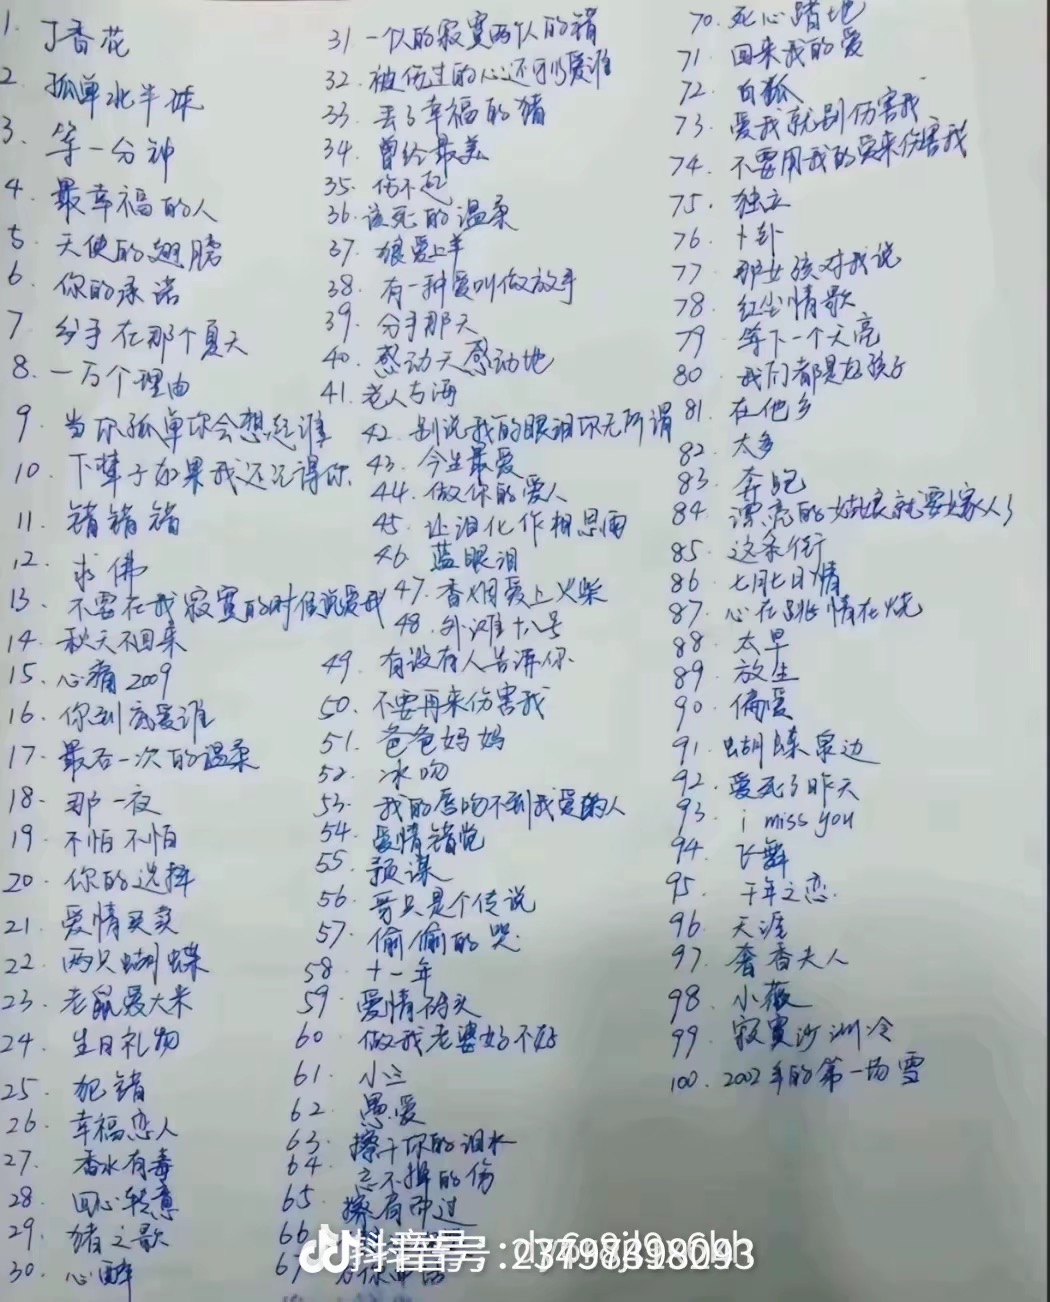 1. 丁香花
2. 孤单北半球
3. 等一分钟
4. 最幸福的人
5. 天使的翅膀
6. 你的承诺
7. 分手在那个夏天
8. 一万个理由
9. 当你孤单你会想起谁
10. 下辈子如果我还记得你
11. 错错错
12. 求佛
13. 不要在我寂寞的时候说爱我
14. 秋天不回来
15. 心痛2009
16. 你到底爱谁
17. 最后一次的温柔
18. 那一夜
19. 不怕不怕
20. 你的选择
21. 爱情买卖
22. 两只蝴蝶
23. 老鼠爱大米
24. 生日礼物
25. 犯错
26. 幸福恋人
27. 香水有毒
28. 回心转意
29. 猪之歌
30. 心醉
31 一个人的寂寞两个人的错
32. 被伤过的心还可以爱谁
33. 丢了幸福的猪
34. 曾经最美
35. 伤不起
36. 该死的温柔
37. 狼爱上羊
38. 有一种爱叫做放手
39. 分手那天
40. 感动天感动地
41. 老人与海
42. 别说我的眼泪你无所谓
43. 今生最爱
44. 做你的爱人
45. 让泪化作相思雨
46. 蓝眼泪
47. 香烟爱上火柴
48. 外滩十八号
49. 有没有人告诉你
50. 不要再来伤害我
51. 爸爸妈妈
52. 冰吻
53. 我的唇吻不到我爱的人
54. 爱情错觉
55. 预谋
56. 哥只是个传说
57. 偷偷的哭
58. 十一年
59. 爱情码头
60. 做我老婆好不好
61. 小三
62. 愚爱
63. 擦干你的泪水
64. 忘不掉的伤
65. 擦肩而过
66
67
70. 死心踏地
71. 回来我的爱
72. 白狐
73. 爱我就别伤害我
74. 不要用我的爱来伤害我
75. 独立
76. 卜卦
77. 那女孩对我说
78. 红尘情歌
79. 等下一个天亮
80. 我们都是好孩子
81. 在他乡
82. 太多
83. 奔跑
84. 漂亮的姑娘就要嫁人了
85. 这条街
86. 七月七日情
87. 心在跳情在烧
88. 太早
89. 放生
90. 偏爱
91. 蝴蝶泉边
92. 爱死了昨天
93. i miss you
94. 飞舞
95. 千年之恋
96. 天涯
97. 奢香夫人
98. 小薇
99. 寂寞沙洲冷
100. 2002年的第一场雪
抖音号: